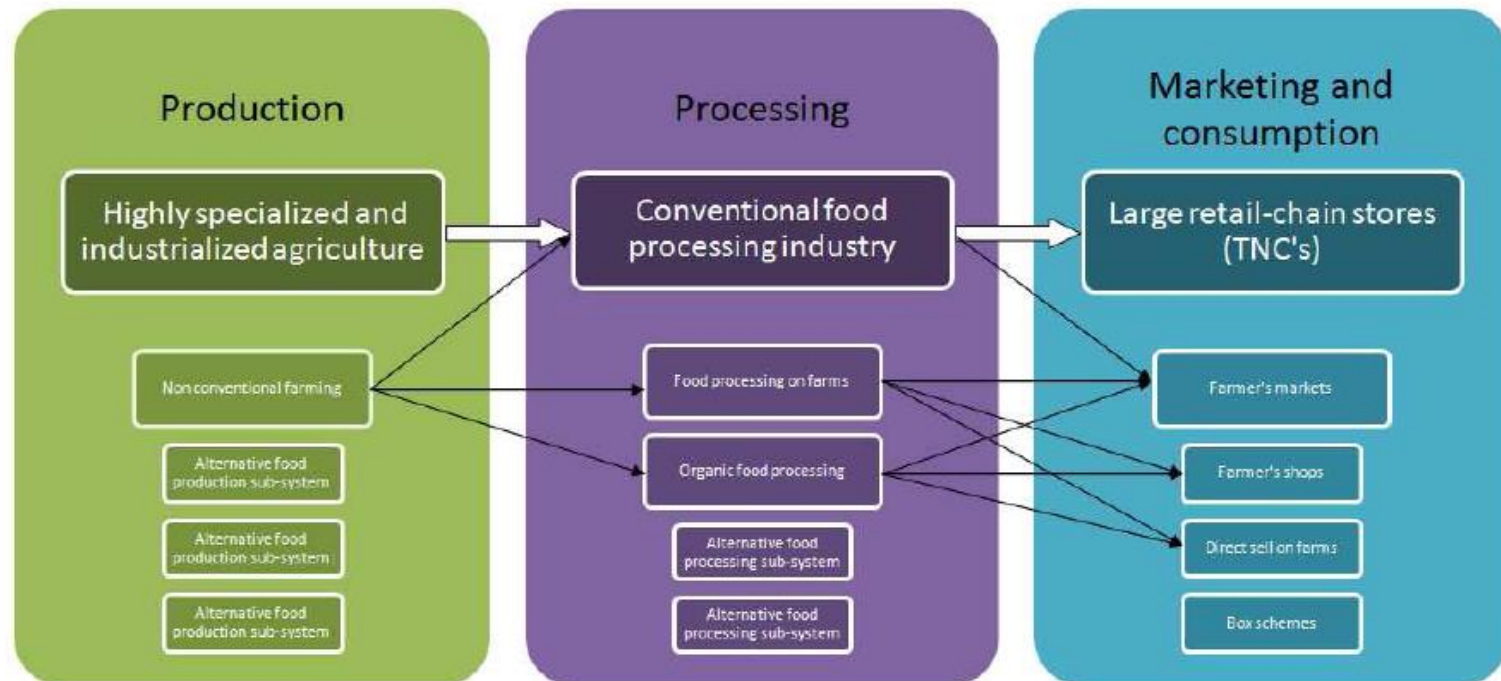 Production
Highly specialized and
industrialized agriculture
Non conventional farming
Alternative food
production sub-system
Alternative food
production sub-system
Alternative food
production sub-system
Processing
Conventional food
processing industry
Food processing on farms
Organic food processing
Alternative food
processing sub-system
Alternative food
processing sub-system
Marketing and
consumption
Large retail-chain stores
(TNC's)
Farmer's markets
Farmer's shops
Direct sell on farms
Box schemes